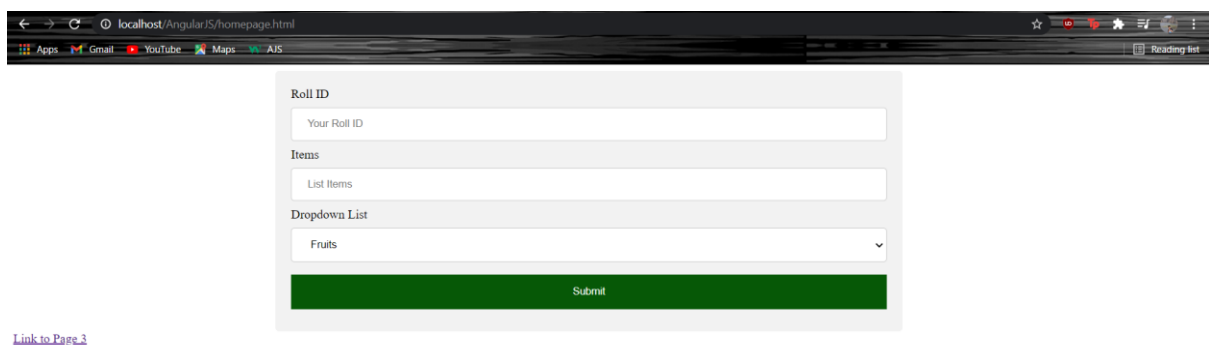 localhost/AngularJS/homepage.html
Apps Gmail YouTube Maps AJS Reading list
Roll ID
Your Roll ID
Items
List Items
Dropdown List
Fruits
Submit
Link to Page 3